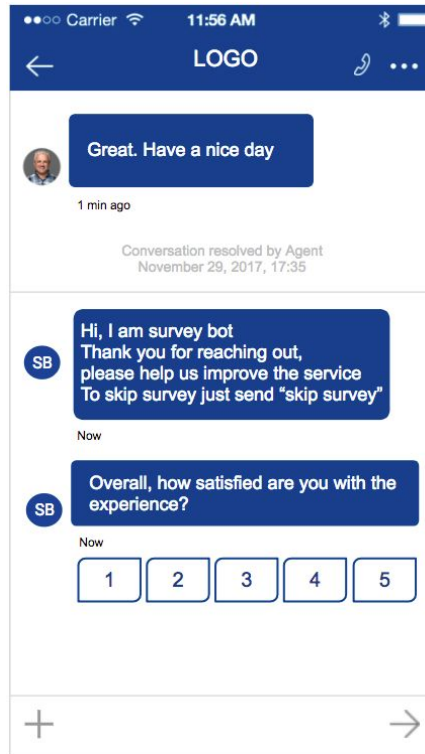 Carrier 11:56 AM
LOGO
Great. Have a nice day
1 min ago
Conversation resolved by Agent
November 29, 2017, 17:35
Hi, I am survey bot
Thank you for reaching out,
please help us improve the service
To skip survey just send “skip survey”
SB
Now
Overall, how satisfied are you with the
experience?
SB
Now
1 2 3 4 5